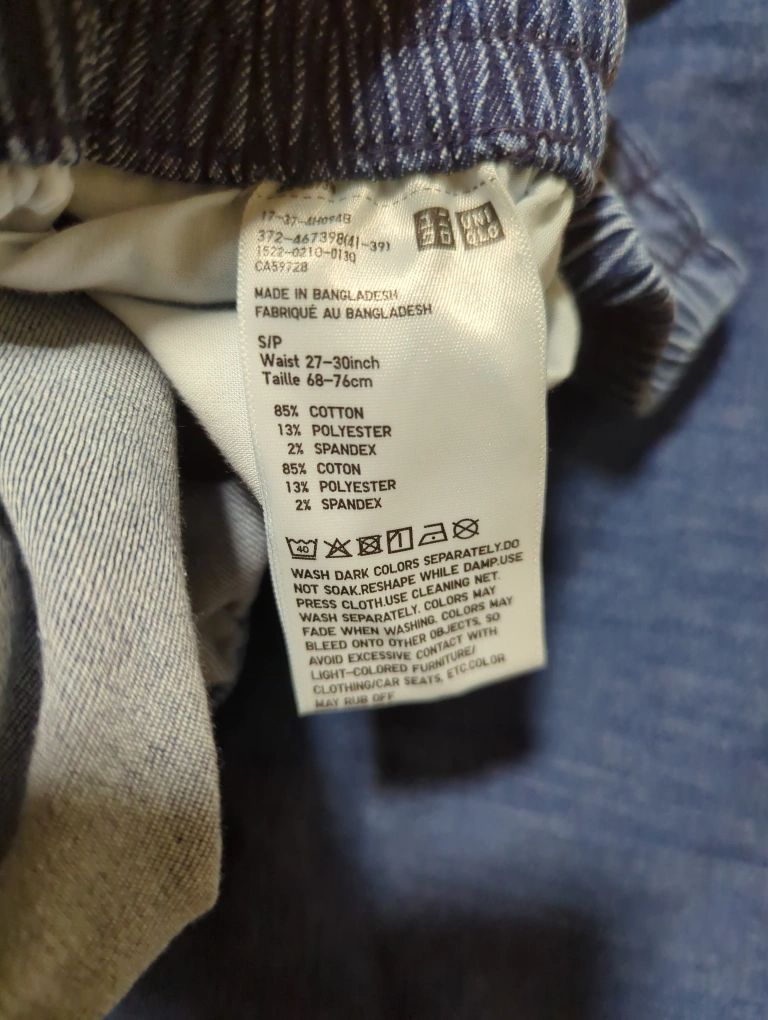 17-37-4H094B
372-467398(41-39)
1522-0210-0130
CA59728
UNI
QLO
MADE IN BANGLADESH
FABRIQUÉ AU BANGLADESH
S/P
Waist 27-30inch
Taille 68-76cm
85% COTTON
13% POLYESTER
2% SPANDEX
85% COTON
13% POLYESTER
2% SPANDEX
40
WASH DARK COLORS SEPARATELY.DO
NOT SOAK.RESHAPE WHILE DAMP.USE
PRESS CLOTH.USE CLEANING NET.
WASH SEPARATELY. COLORS MAY
FADE WHEN WASHING. COLORS MAY
BLEED ONTO OTHER OBJECTS, SO
AVOID EXCESSIVE CONTACT WITH
LIGHT-COLORED FURNITURE/
CLOTHING/CAR SEATS, ETC.COLOR
MAY RUB OFF